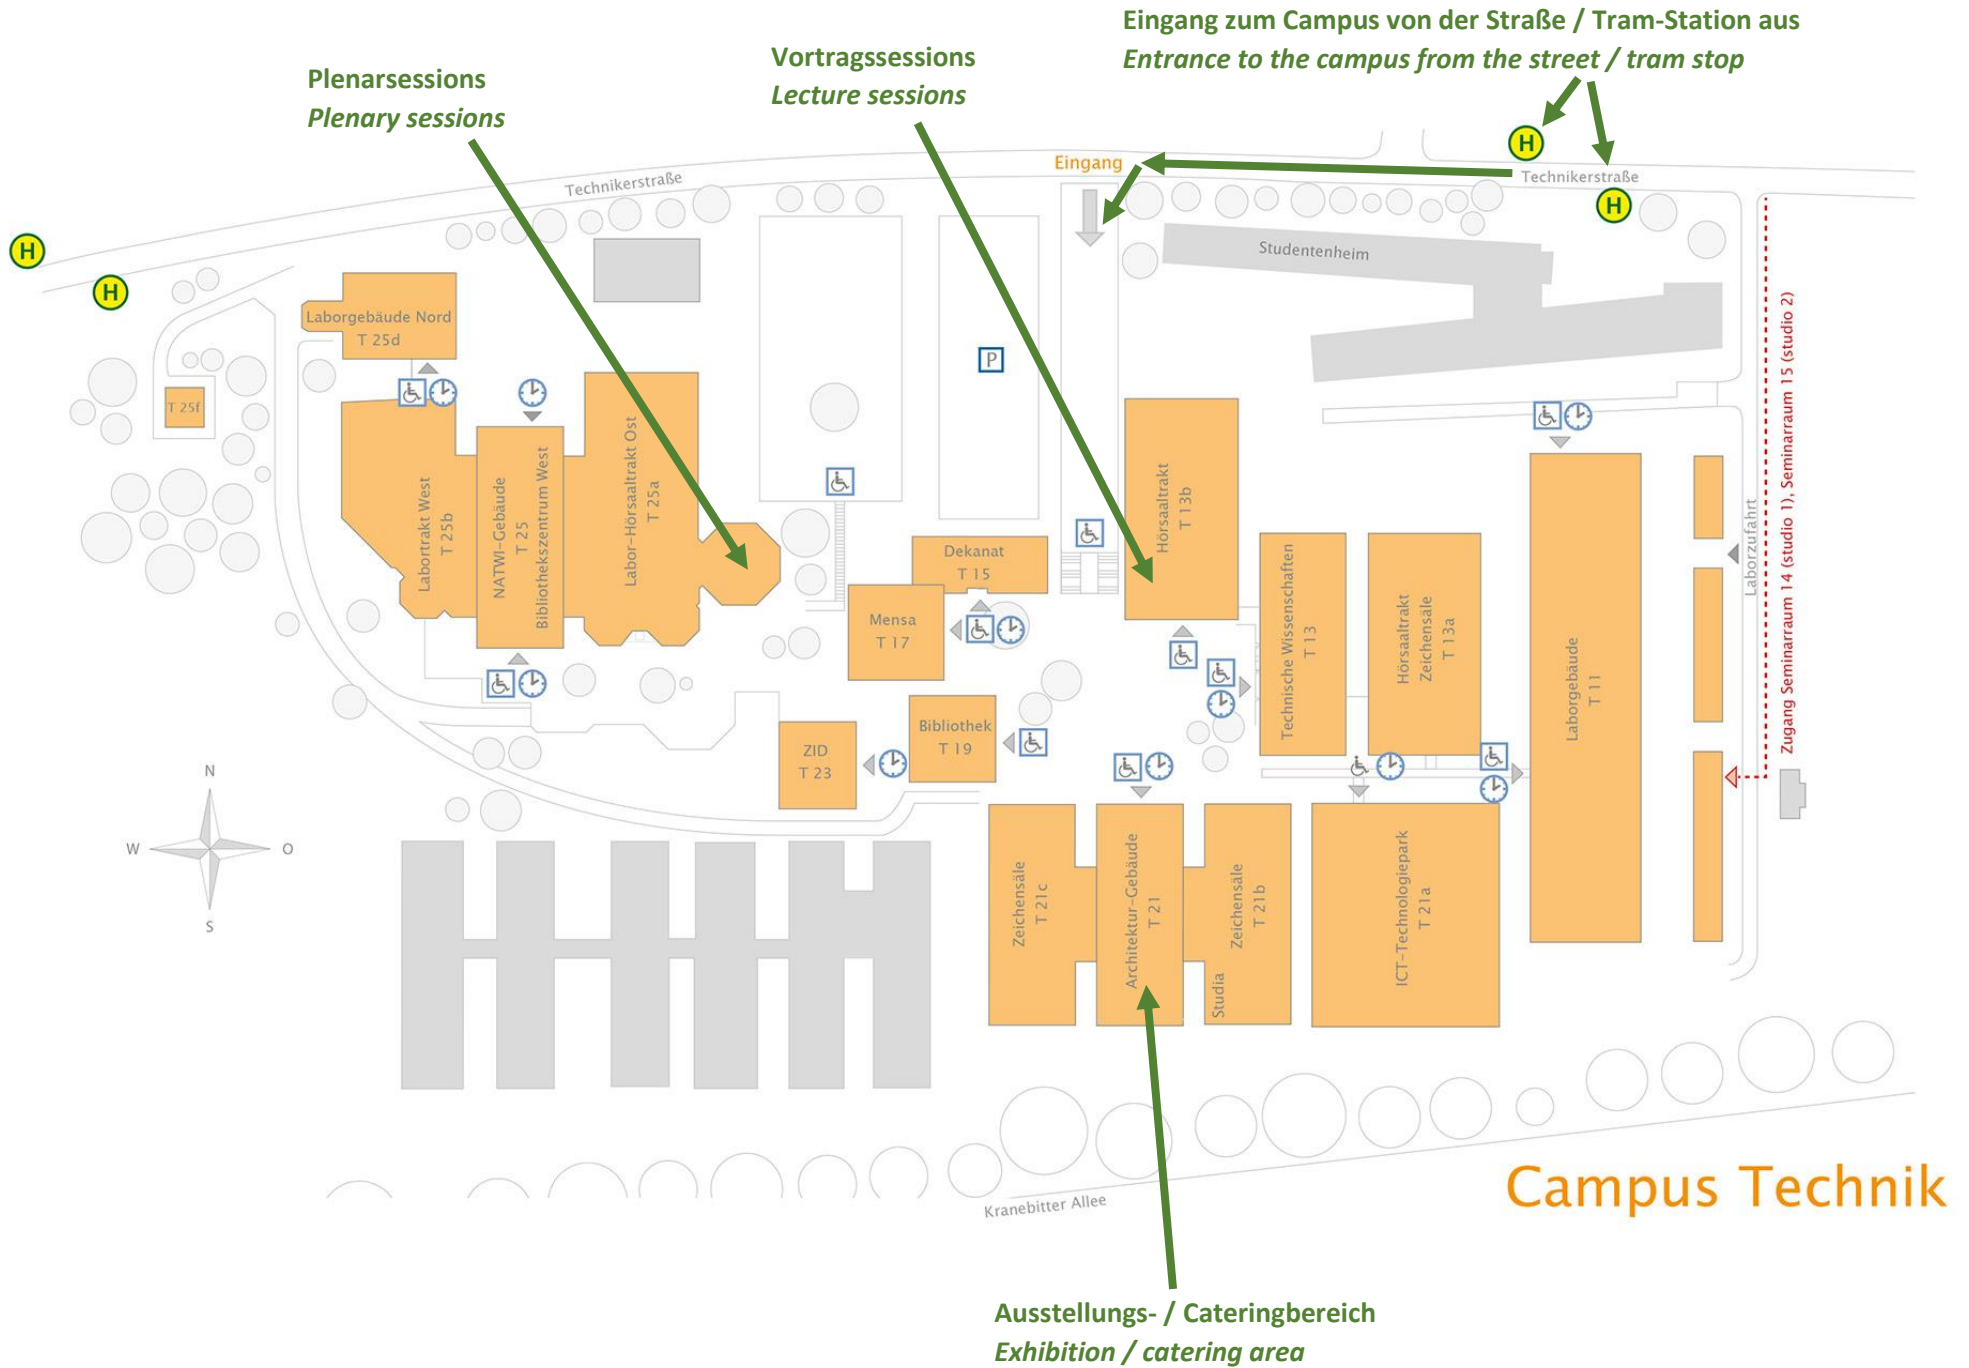 Eingang zum Campus von der Straße / Tram-Station aus
Entrance to the campus from the street / tram stop
Vortragssessions
Lecture sessions
Plenarsessions
Plenary sessions
H
Eingang
Technikerstraße
Technikerstraße
H
H
H
Studentenheim
Laborgebäude Nord
T 25d
P
T 25f
Labortrakt West
T 25b
NATWI-Gebäude
T 25
Bibliothekszentrum West
Labor-Hörsaaltrakt Ost
T 25a
Hörsaaltrakt
T 13b
Dekanat
T 15
Mensa
T 17
Technische Wissenschaften
T 13
Hörsaaltrakt
Zeichensäle
T 13a
Laborgebäude
T 11
Laborzufahrt
Zugang Seminarraum 14 (studio 1), Seminarraum 15 (studio 2)
Bibliothek
T 19
ZID
T 23
N
W
O
S
Zeichensäle
T 21c
Architektur-Gebäude
T 21
Studia
Zeichensäle
T 21b
ICT-Technologiepark
T 21a
Kranebitter Allee
Campus Technik
Ausstellungs- / Cateringbereich
Exhibition / catering area